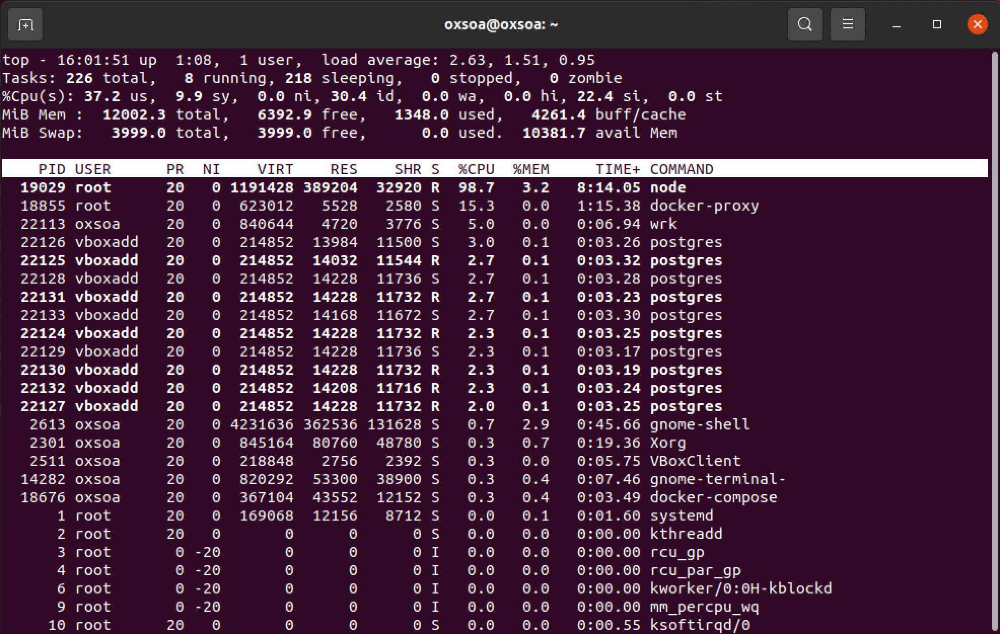 oxsoa@oxsoa: ~
top - 16:01:51 up  1:08,  1 user,  load average: 2.63, 1.51, 0.95
Tasks: 226 total,   8 running, 218 sleeping,   0 stopped,   0 zombie
%Cpu(s): 37.2 us,  9.9 sy,  0.0 ni, 30.4 id,  0.0 wa,  0.0 hi, 22.4 si,  0.0 st
MiB Mem :  12002.3 total,   6392.9 free,   1348.0 used,   4261.4 buff/cache
MiB Swap:   3999.0 total,   3999.0 free,      0.0 used.  10381.7 avail Mem
    PID USER      PR  NI    VIRT    RES    SHR S  %CPU  %MEM     TIME+ COMMAND
  19029 root      20   0 1191428 389204  32920 R  98.7   3.2   8:14.05 node
  18855 root      20   0  623012   5528   2580 S  15.3   0.0   1:15.38 docker-proxy
  22113 oxsoa     20   0  840644   4720   3776 S   5.0   0.0   0:06.94 wrk
  22126 vboxadd   20   0  214852  13984  11500 S   3.0   0.1   0:03.26 postgres
  22125 vboxadd   20   0  214852  14032  11544 R   2.7   0.1   0:03.32 postgres
  22128 vboxadd   20   0  214852  14228  11736 S   2.7   0.1   0:03.28 postgres
  22131 vboxadd   20   0  214852  14228  11732 R   2.7   0.1   0:03.23 postgres
  22133 vboxadd   20   0  214852  14168  11672 S   2.7   0.1   0:03.30 postgres
  22124 vboxadd   20   0  214852  14228  11732 R   2.3   0.1   0:03.25 postgres
  22129 vboxadd   20   0  214852  14228  11736 S   2.3   0.1   0:03.17 postgres
  22130 vboxadd   20   0  214852  14228  11732 R   2.3   0.1   0:03.19 postgres
  22132 vboxadd   20   0  214852  14208  11716 R   2.3   0.1   0:03.24 postgres
  22127 vboxadd   20   0  214852  14228  11732 R   2.0   0.1   0:03.25 postgres
   2613 oxsoa     20   0 4231636 362536 131628 S   0.7   2.9   0:45.66 gnome-shell
   2301 oxsoa     20   0  845164  80760  48780 S   0.3   0.7   0:19.36 Xorg
   2511 oxsoa     20   0  218848   2756   2392 S   0.3   0.0   0:05.75 VBoxClient
  14282 oxsoa     20   0  820292  53300  38900 S   0.3   0.4   0:07.46 gnome-terminal-
  18676 oxsoa     20   0  367104  43552  12152 S   0.3   0.4   0:03.49 docker-compose
      1 root      20   0  169068  12156   8712 S   0.0   0.1   0:01.60 systemd
      2 root      20   0       0      0      0 S   0.0   0.0   0:00.00 kthreadd
      3 root       0 -20       0      0      0 I   0.0   0.0   0:00.00 rcu_gp
      4 root       0 -20       0      0      0 I   0.0   0.0   0:00.00 rcu_par_gp
      6 root       0 -20       0      0      0 I   0.0   0.0   0:00.00 kworker/0:0H-kblockd
      9 root       0 -20       0      0      0 I   0.0   0.0   0:00.00 mm_percpu_wq
     10 root      20   0       0      0      0 S   0.0   0.0   0:00.55 ksoftirqd/0